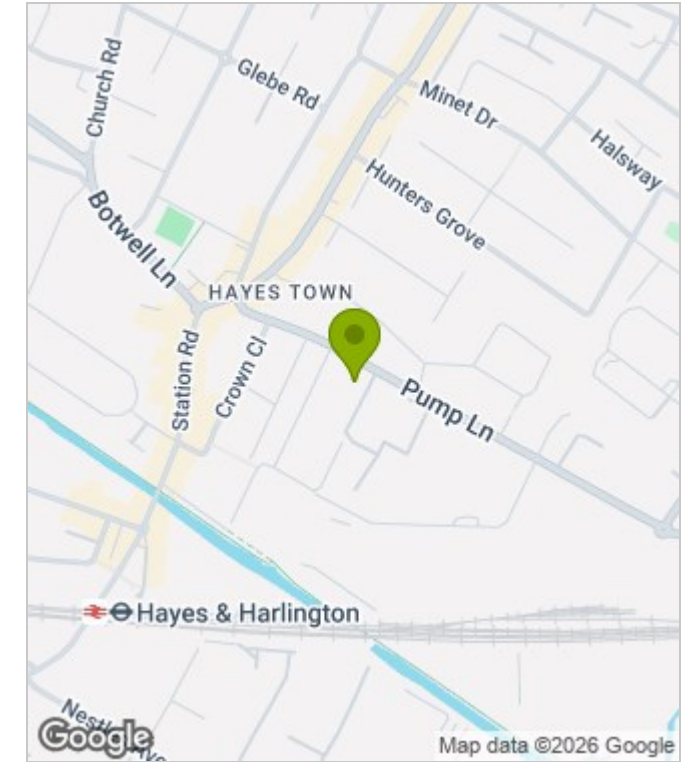 Church Rd
Glebe Rd
Minet Dr
Halsway
Hunters Grove
Botwell Ln
HAYES TOWN
Station Rd
Crown Cl
Pump Ln
Hayes & Harlington
Google
Map data ©2026 Google